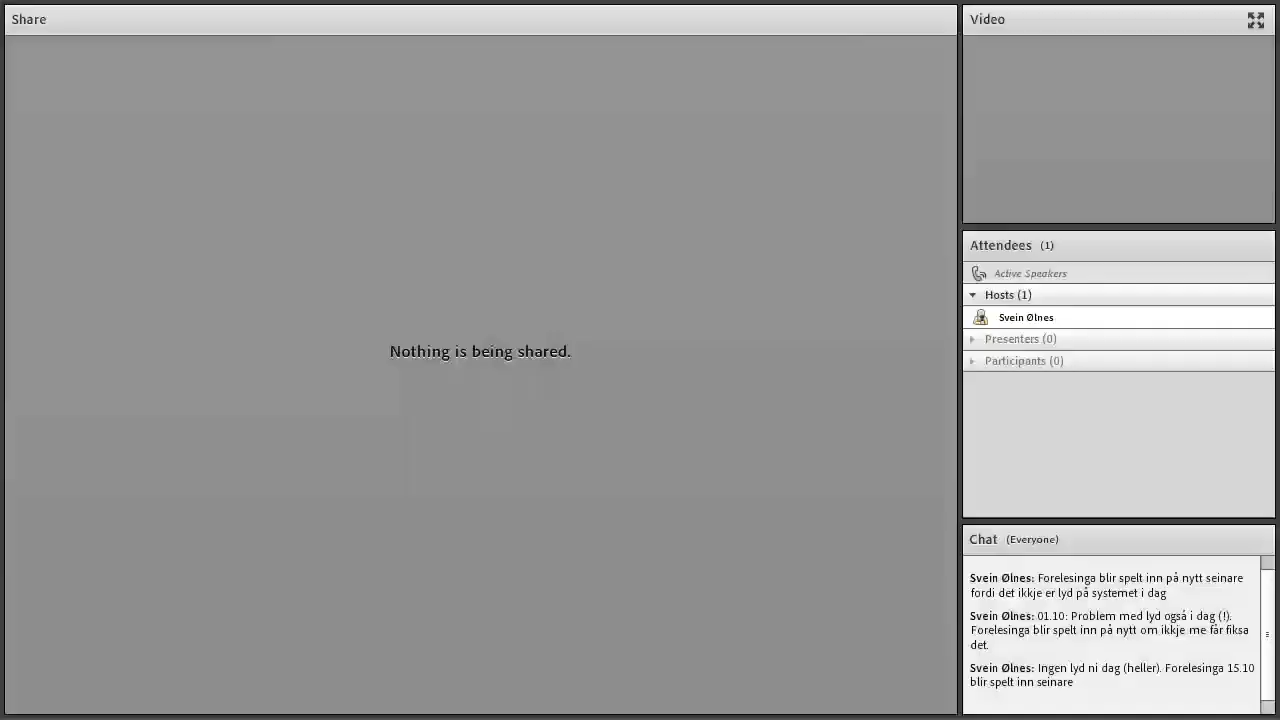 Share
Video
Nothing is being shared.
Attendees (1)
Active Speakers
Hosts (1)
Svein Ølnes
Presenters (0)
Participants (0)
Chat (Everyone)
Svein Ølnes: Forelesinga blir spelt inn på nytt seinare
fordi det ikkje er lyd på systemet i dag
Svein Ølnes: 01.10: Problem med lyd også i dag (!).
Forelesinga blir spelt inn på nytt om ikkje me får fiksa
det.
Svein Ølnes: Ingen lyd ni dag (heller). Forelesinga 15.10
blir spelt inn seinare